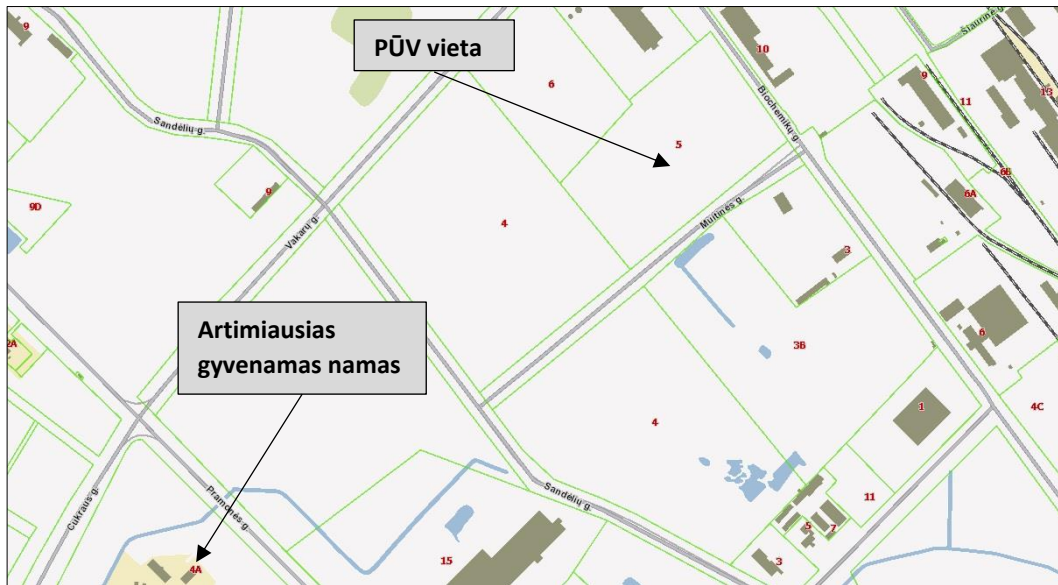 9
Šiaurinė g.
PŪV vieta
10
6
9
11
13
Biochemikų g.
Sandėlių g.
5
6B
9
6A
9D
4
Vakarų g.
Muitinės g.
3
Artimiausias
gyvenamas namas
6
2A
3B
4C
1
4
Cukraus g.
Pramonės g.
Sandėlių g.
11
5
7
15
3
4A